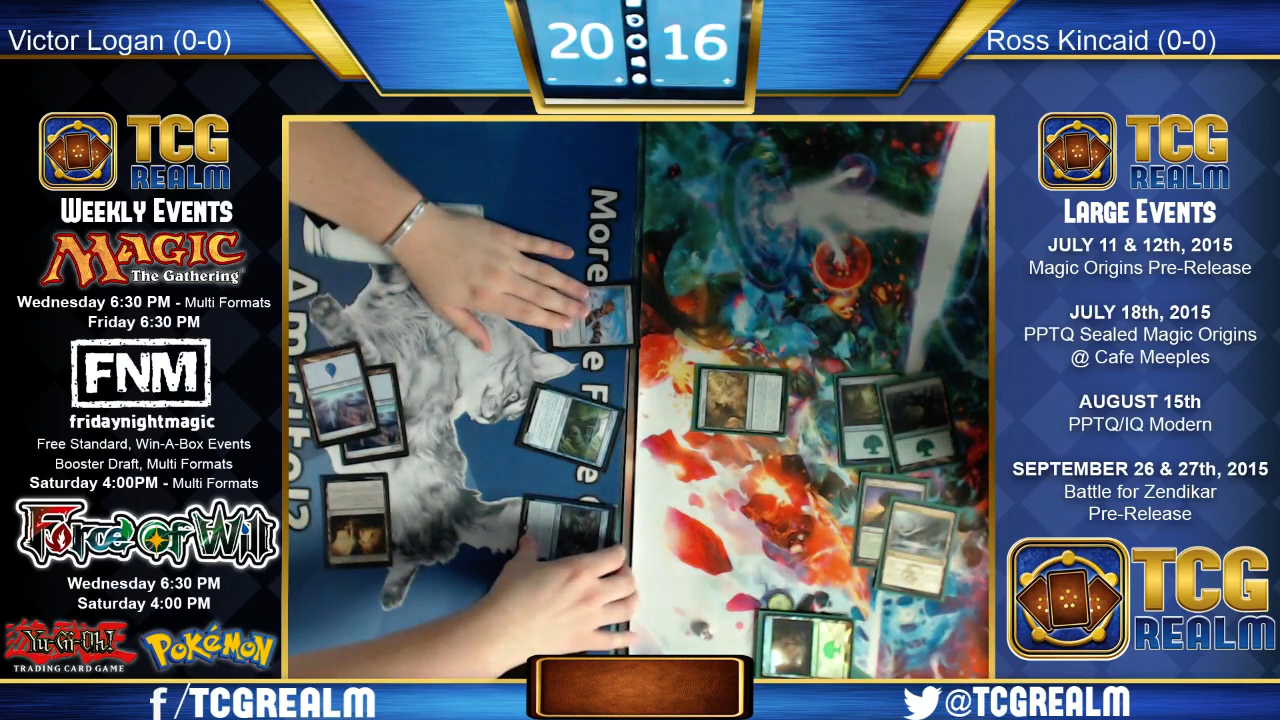 Victor Logan (0-0)
20
16
Ross Kincaid (0-0)
TCG
REALM
WEEKLY EVENTS
MAGIC
The Gathering
Wednesday 6:30 PM - Multi Formats
Friday 6:30 PM
FNM
fridaynightmagic
Free Standard, Win-A-Box Events
Booster Draft, Multi Formats
Saturday 4:00PM - Multi Formats
Force of Will
Wednesday 6:30 PM
Saturday 4:00 PM
Yu-Gi-Oh!
TRADING CARD GAME
Pokémon
More
TCG
REALM
LARGE EVENTS
JULY 11 & 12th, 2015
Magic Origins Pre-Release
JULY 18th, 2015
PPTQ Sealed Magic Origins
@ Cafe Meeples
AUGUST 15th
PPTQ/IQ Modern
SEPTEMBER 26 & 27th, 2015
Battle for Zendikar
Pre-Release
TCG
REALM
f /TCGREALM
@TCGREALM